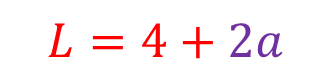 L = 4 + 2a